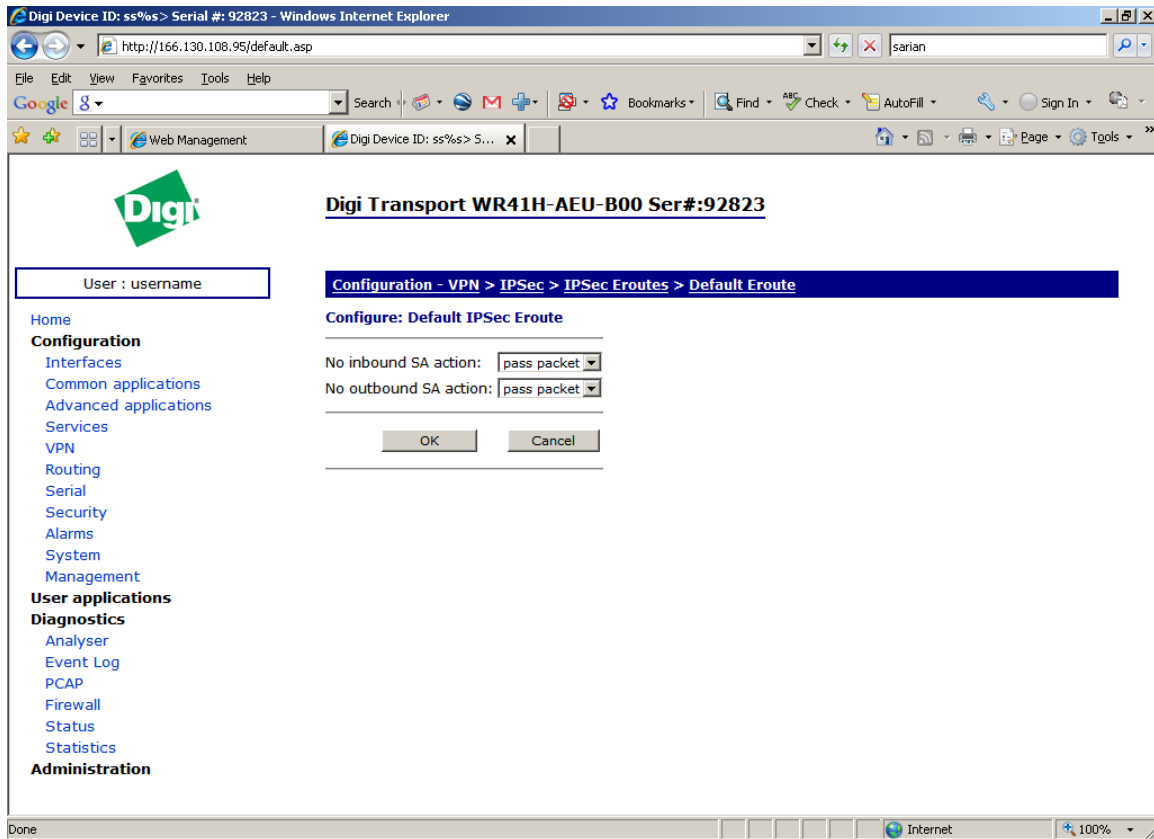 Digi Device ID: ss%s> Serial #: 92823 - Windows Internet Explorer
http://166.130.108.95/default.asp
sarian
File Edit View Favorites Tools Help
Google
Search
Bookmarks
Find
ABC
Check
AutoFill
Sign In
Web Management
Digi Device ID: ss%s> S...
Page
Tools
»
Digi
Digi Transport WR41H-AEU-B00 Ser#:92823
User : username
Configuration - VPN > IPSec > IPSec Eroutes > Default Eroute
Configure: Default IPSec Eroute
No inbound SA action: pass packet
No outbound SA action: pass packet
OK
Cancel
Home
Configuration
Interfaces
Common applications
Advanced applications
Services
VPN
Routing
Serial
Security
Alarms
System
Management
User applications
Diagnostics
Analyser
Event Log
PCAP
Firewall
Status
Statistics
Administration
Done
Internet
100%